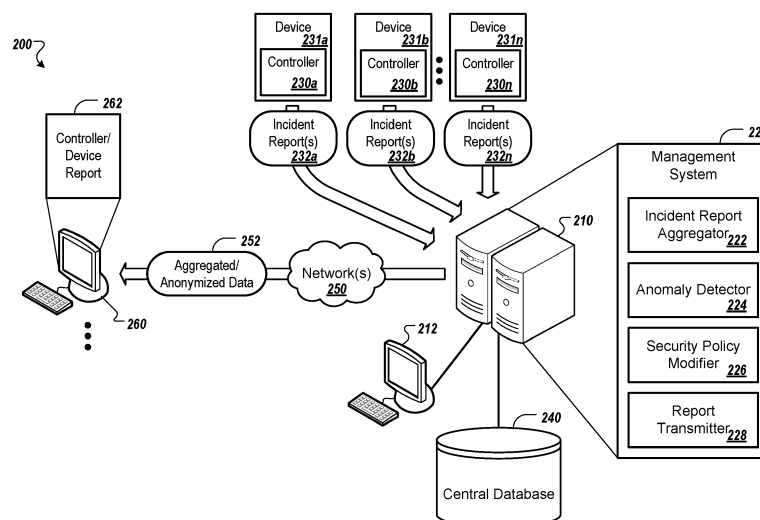 200
Device
231a
Controller
230a
Device
231b
Controller
230b
Device
231n
Controller
230n
Incident
Report(s)
232a
Incident
Report(s)
232b
Incident
Report(s)
232n
262
Controller/
Device
Report
252
Aggregated/
Anonymized Data
Network(s)
250
260
210
212
240
Central Database
22
Management
System
Incident Report
Aggregator 222
Anomaly Detector
224
Security Policy
Modifier
226
Report
Transmitter
228